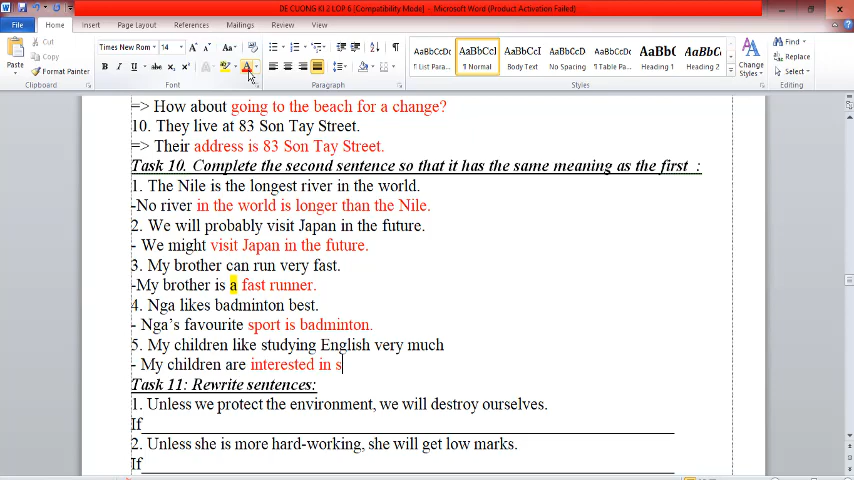 DE CUONG KI 2 LOP 6 [Compatibility Mode] - Microsoft Word (Product Activation Failed)
File Home Insert Page Layout References Mailings Review View
Cut
Copy
Format Painter
Paste
Clipboard
Times New Rom 14
B I U abc X₂ X²
Font
Paragraph
AaBbCcDc AaBbCcI AaBbCcDc AaBbCcDc AaBbCcDc AaBbC AaBbCc
¶ List Para... ¶ Normal Body Text ¶ No Spacing ¶ Table Pa... Heading 1 Heading 2
Styles
Change Styles
Find
Replace
Select
Editing
=> How about going to the beach for a change?
10. They live at 83 Son Tay Street.
=> Their address is 83 Son Tay Street.
Task 10. Complete the second sentence so that it has the same meaning as the first :
1. The Nile is the longest river in the world.
-No river in the world is longer than the Nile.
2. We will probably visit Japan in the future.
- We might visit Japan in the future.
3. My brother can run very fast.
-My brother is a fast runner.
4. Nga likes badminton best.
- Nga's favourite sport is badminton.
5. My children like studying English very much
- My children are interested in s
Task 11: Rewrite sentences:
1. Unless we protect the environment, we will destroy ourselves.
If
2. Unless she is more hard-working, she will get low marks.
If